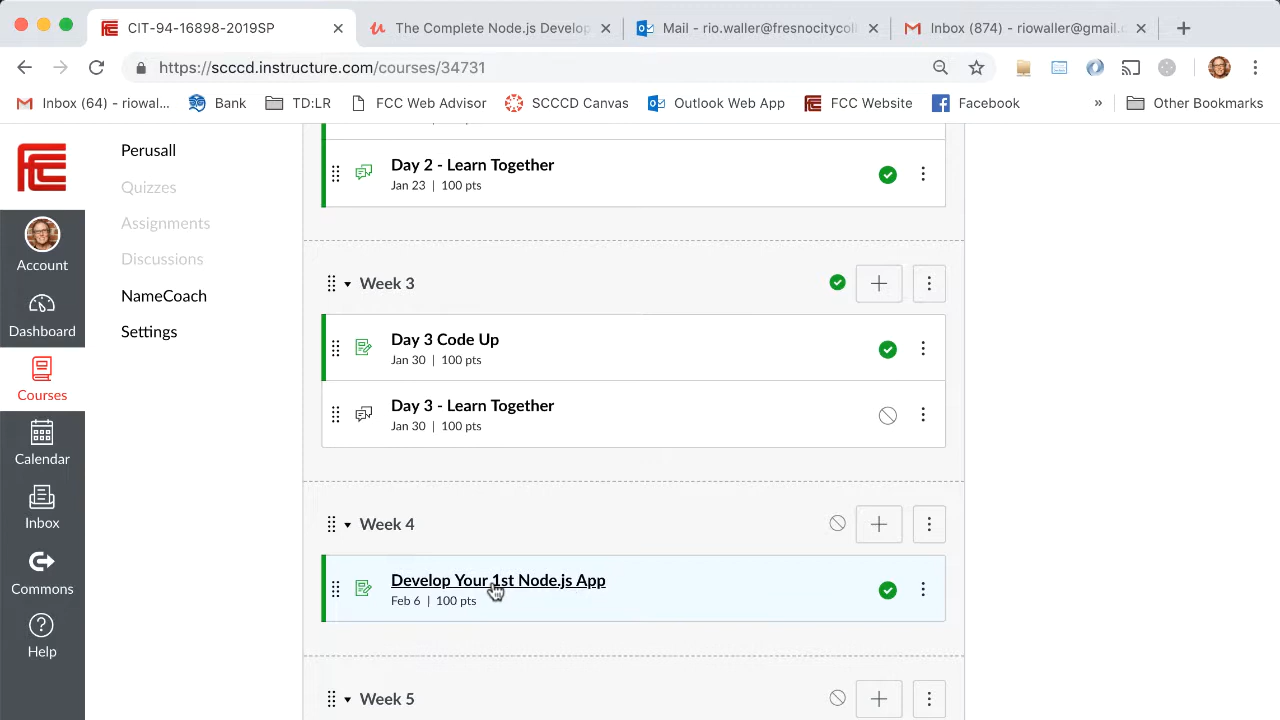 CIT-94-16898-2019SP
The Complete Node.js Develop
Mail - rio.waller@fresnocitycoll
Inbox (874) - riowaller@gmail.c
https://scccd.instructure.com/courses/34731
Inbox (64) - riowal...
Bank
TD:LR
FCC Web Advisor
SCCCD Canvas
Outlook Web App
FCC Website
Facebook
»
Other Bookmarks
FCC
Account
Dashboard
Courses
Calendar
Inbox
Commons
Help
Perusall
Quizzes
Assignments
Discussions
NameCoach
Settings
Day 2 - Learn Together
Jan 23 | 100 pts
Week 3
Day 3 Code Up
Jan 30 | 100 pts
Day 3 - Learn Together
Jan 30 | 100 pts
Week 4
Develop Your 1st Node.js App
Feb 6 | 100 pts
Week 5